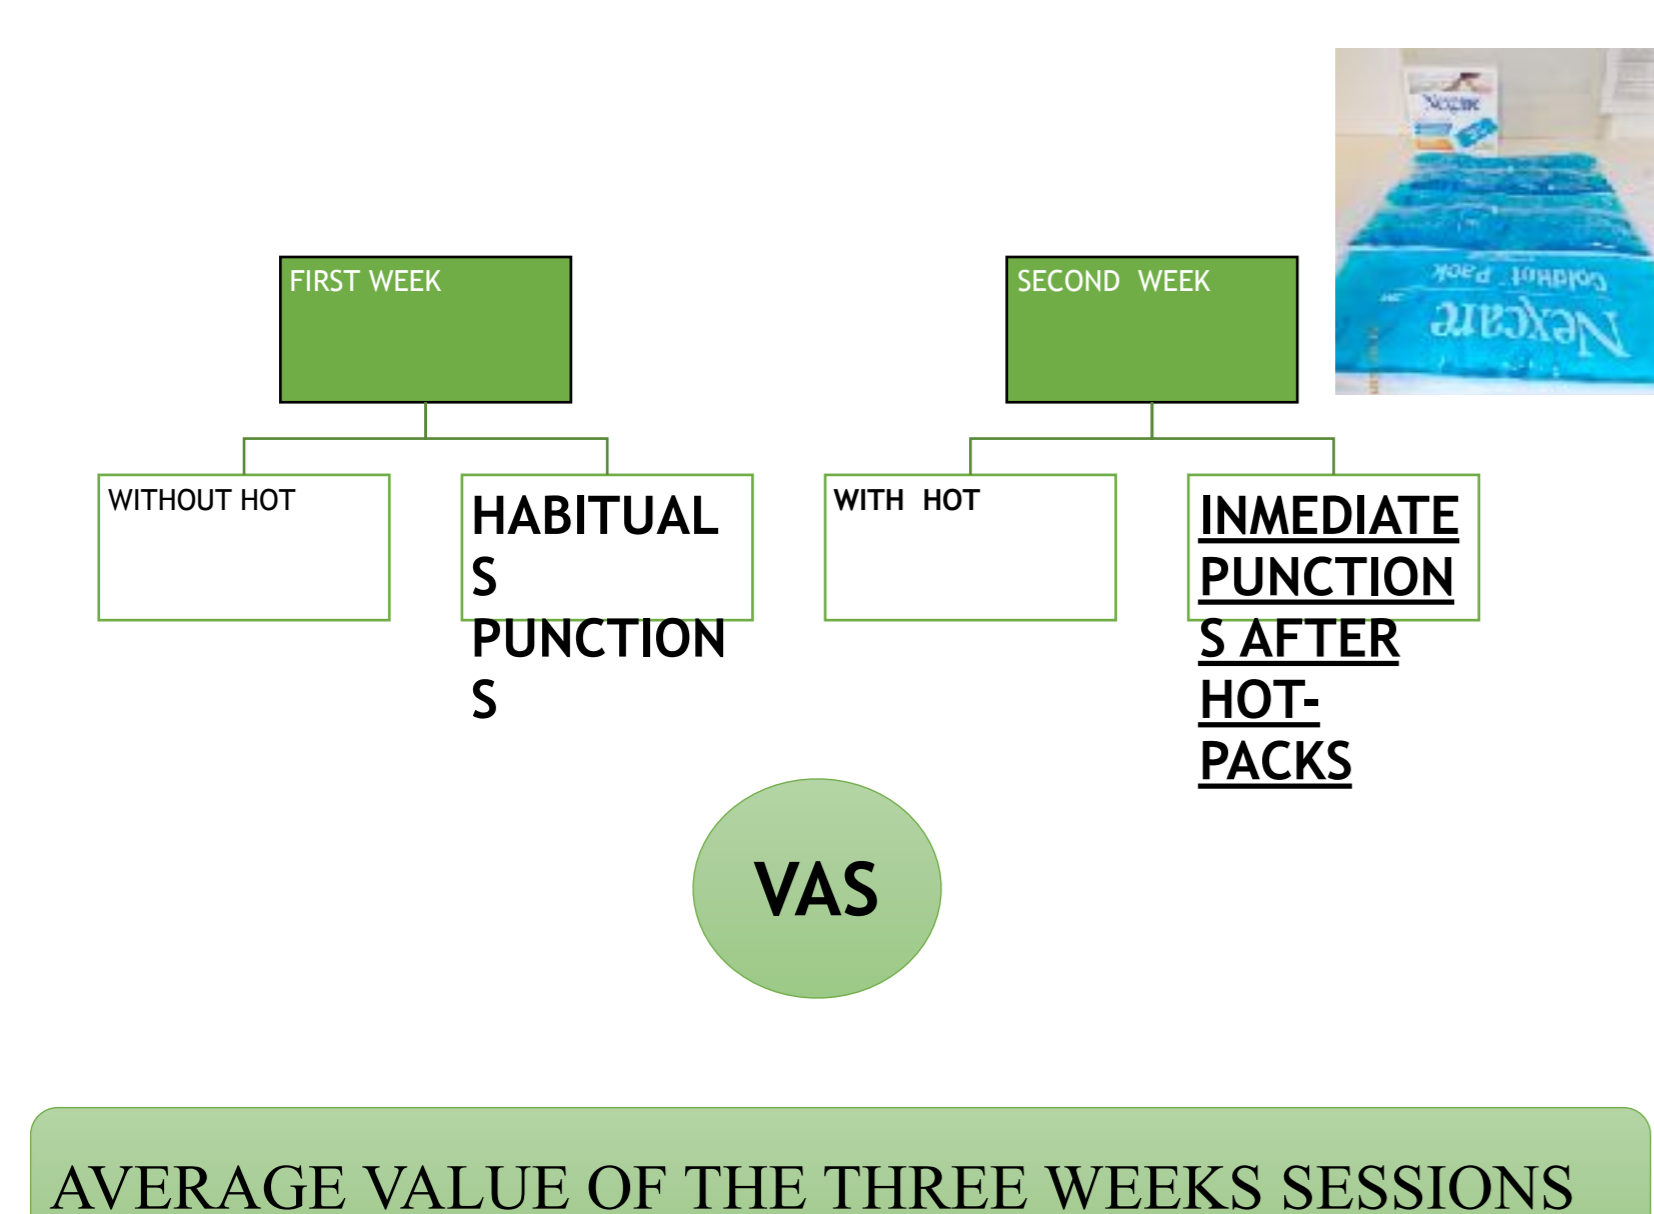 Nexcare
FIRST WEEK
SECOND  WEEK
ColdHot Pack
Nexcare
WITHOUT HOT
HABITUAL
S
PUNCTION
S
WITH  HOT
INMEDIATE
PUNCTION
S AFTER
HOT-
PACKS
VAS
AVERAGE VALUE OF THE THREE WEEKS SESSIONS